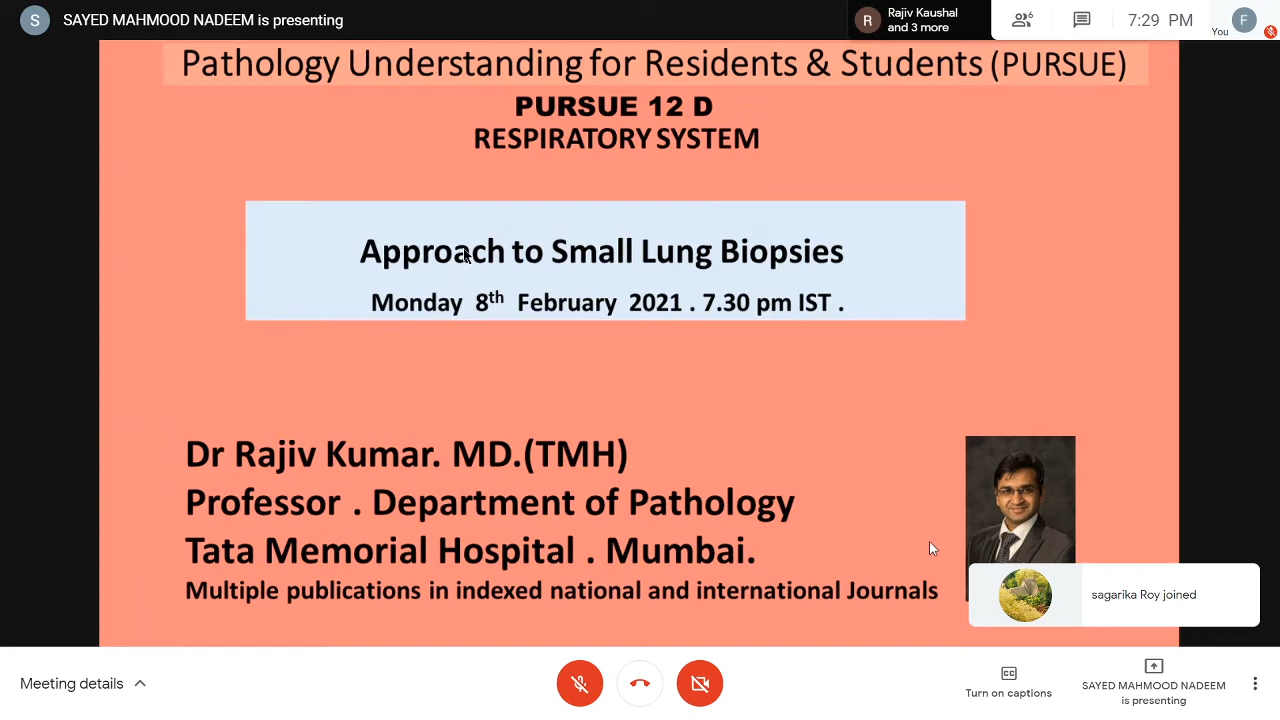 S SAYED MAHMOOD NADEEM is presenting
R Rajiv Kaushal
and 3 more
6
7:29 PM
You
F
Pathology Understanding for Residents & Students (PURSUE)
PURSUE 12 D
RESPIRATORY SYSTEM
Approach to Small Lung Biopsies
Monday 8th February 2021 . 7.30 pm IST .
Dr Rajiv Kumar. MD.(TMH)
Professor . Department of Pathology
Tata Memorial Hospital . Mumbai.
Multiple publications in indexed national and international Journals
sagarika Roy joined
Meeting details
CC
Turn on captions
SAYED MAHMOOD NADEEM
is presenting